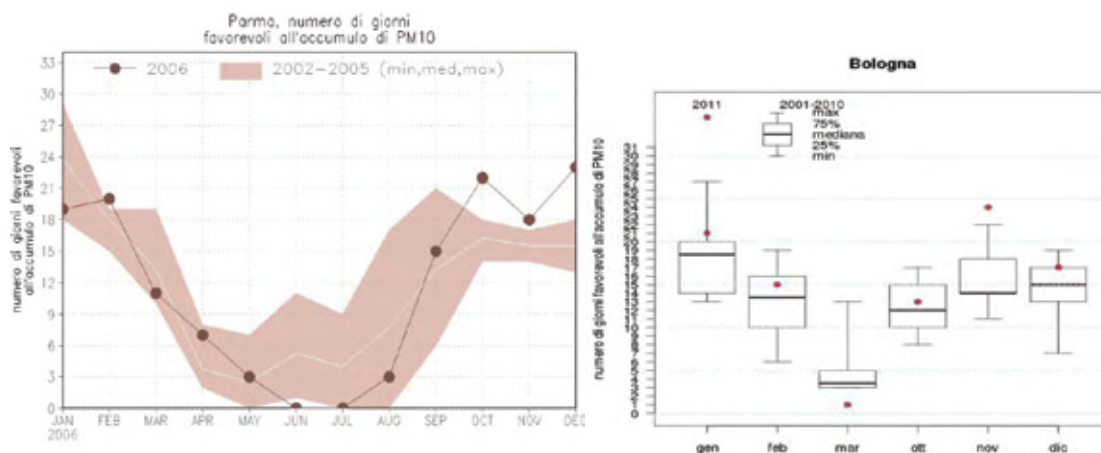 Parma, numero di giorni
favorevoli all'accumulo di PM10
numero di giorni favorevoli
all'accumulo di PM10
2006
2002–2005 (min,med,max)
33
30
27
24
21
18
15
12
9
6
3
0
JAN FEB MAR APR MAY JUN JUL AUG SEP OCT NOV DEC
2006
Bologna
numero di giorni favorevoli all'accumulo di PM10
2011
2001-2010
max
75%
mediana
25%
min
gen feb mar ott nov dic